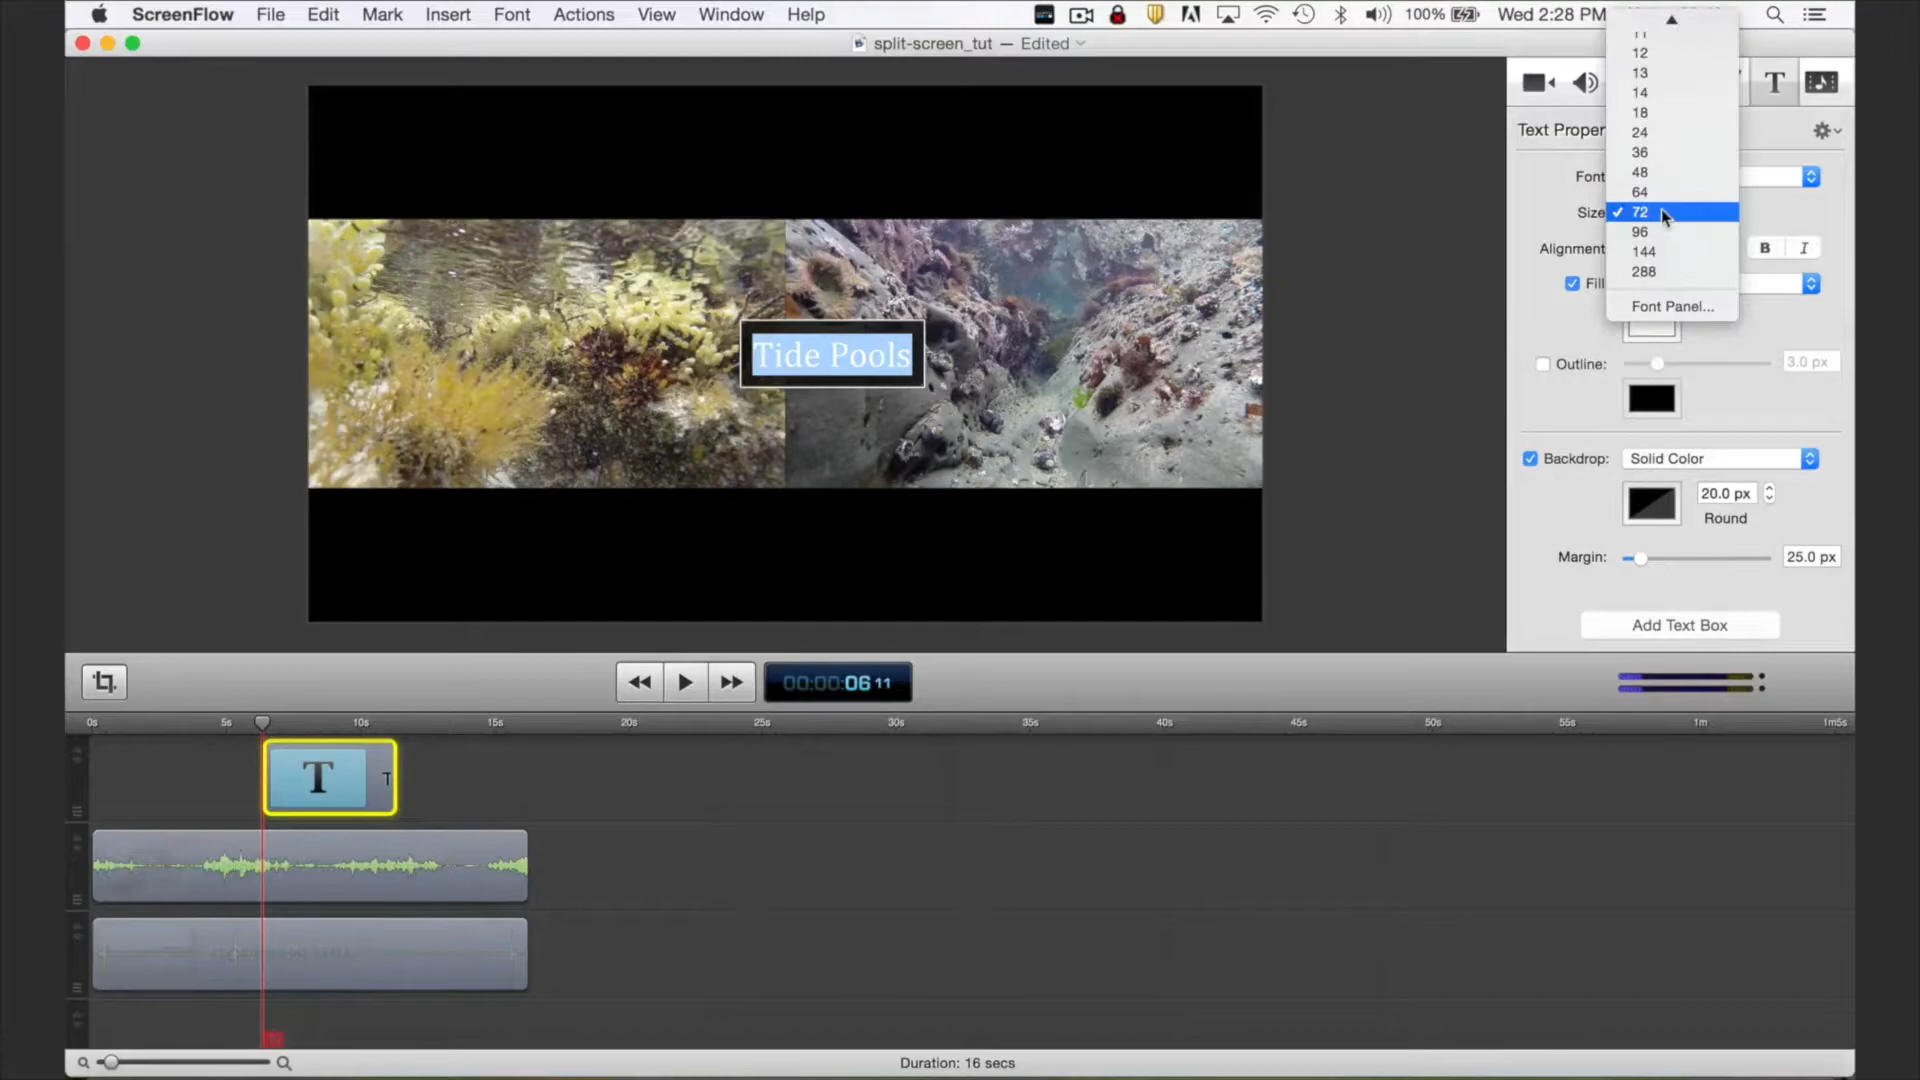 ScreenFlow File Edit Mark Insert Font Actions View Window Help 100% Wed 2:28 PM
split-screen_tut — Edited
11
12
13
14
18
24
36
48
64
72
96
144
288
Font Panel...
T
Text Proper
Font
Size
Alignment B I
Fill
Outline: 3.0 px
Backdrop: Solid Color
20.0 px
Round
Margin: 25.0 px
Add Text Box
Tide Pools
00:00:06 11
0s 5s 10s 15s 20s 25s 30s 35s 40s 45s 50s 55s 1m 1m5s
T T
Duration: 16 secs